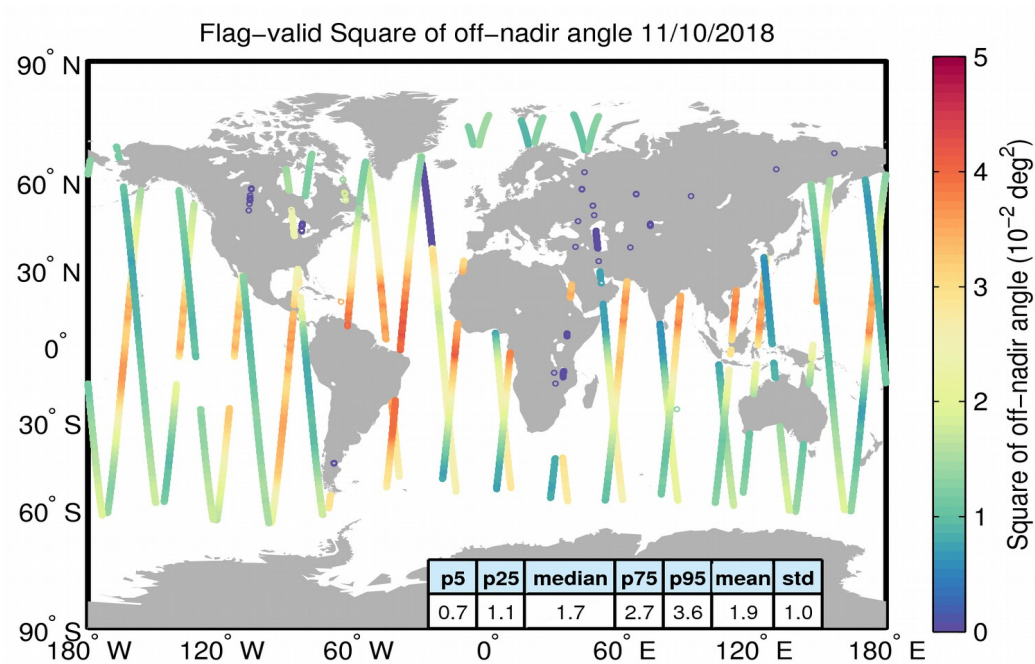 Flag−valid Square of off−nadir angle 11/10/2018
90° N
60° N
30° N
0°
30° S
60° S
90° S
180° W
120° W
60° W
0°
60° E
120° E
180° E
p5 p25 median p75 p95 mean std
0.7 1.1 1.7 2.7 3.6 1.9 1.0
5
4
3
2
1
0
Square of off−nadir angle (10⁻² deg²)